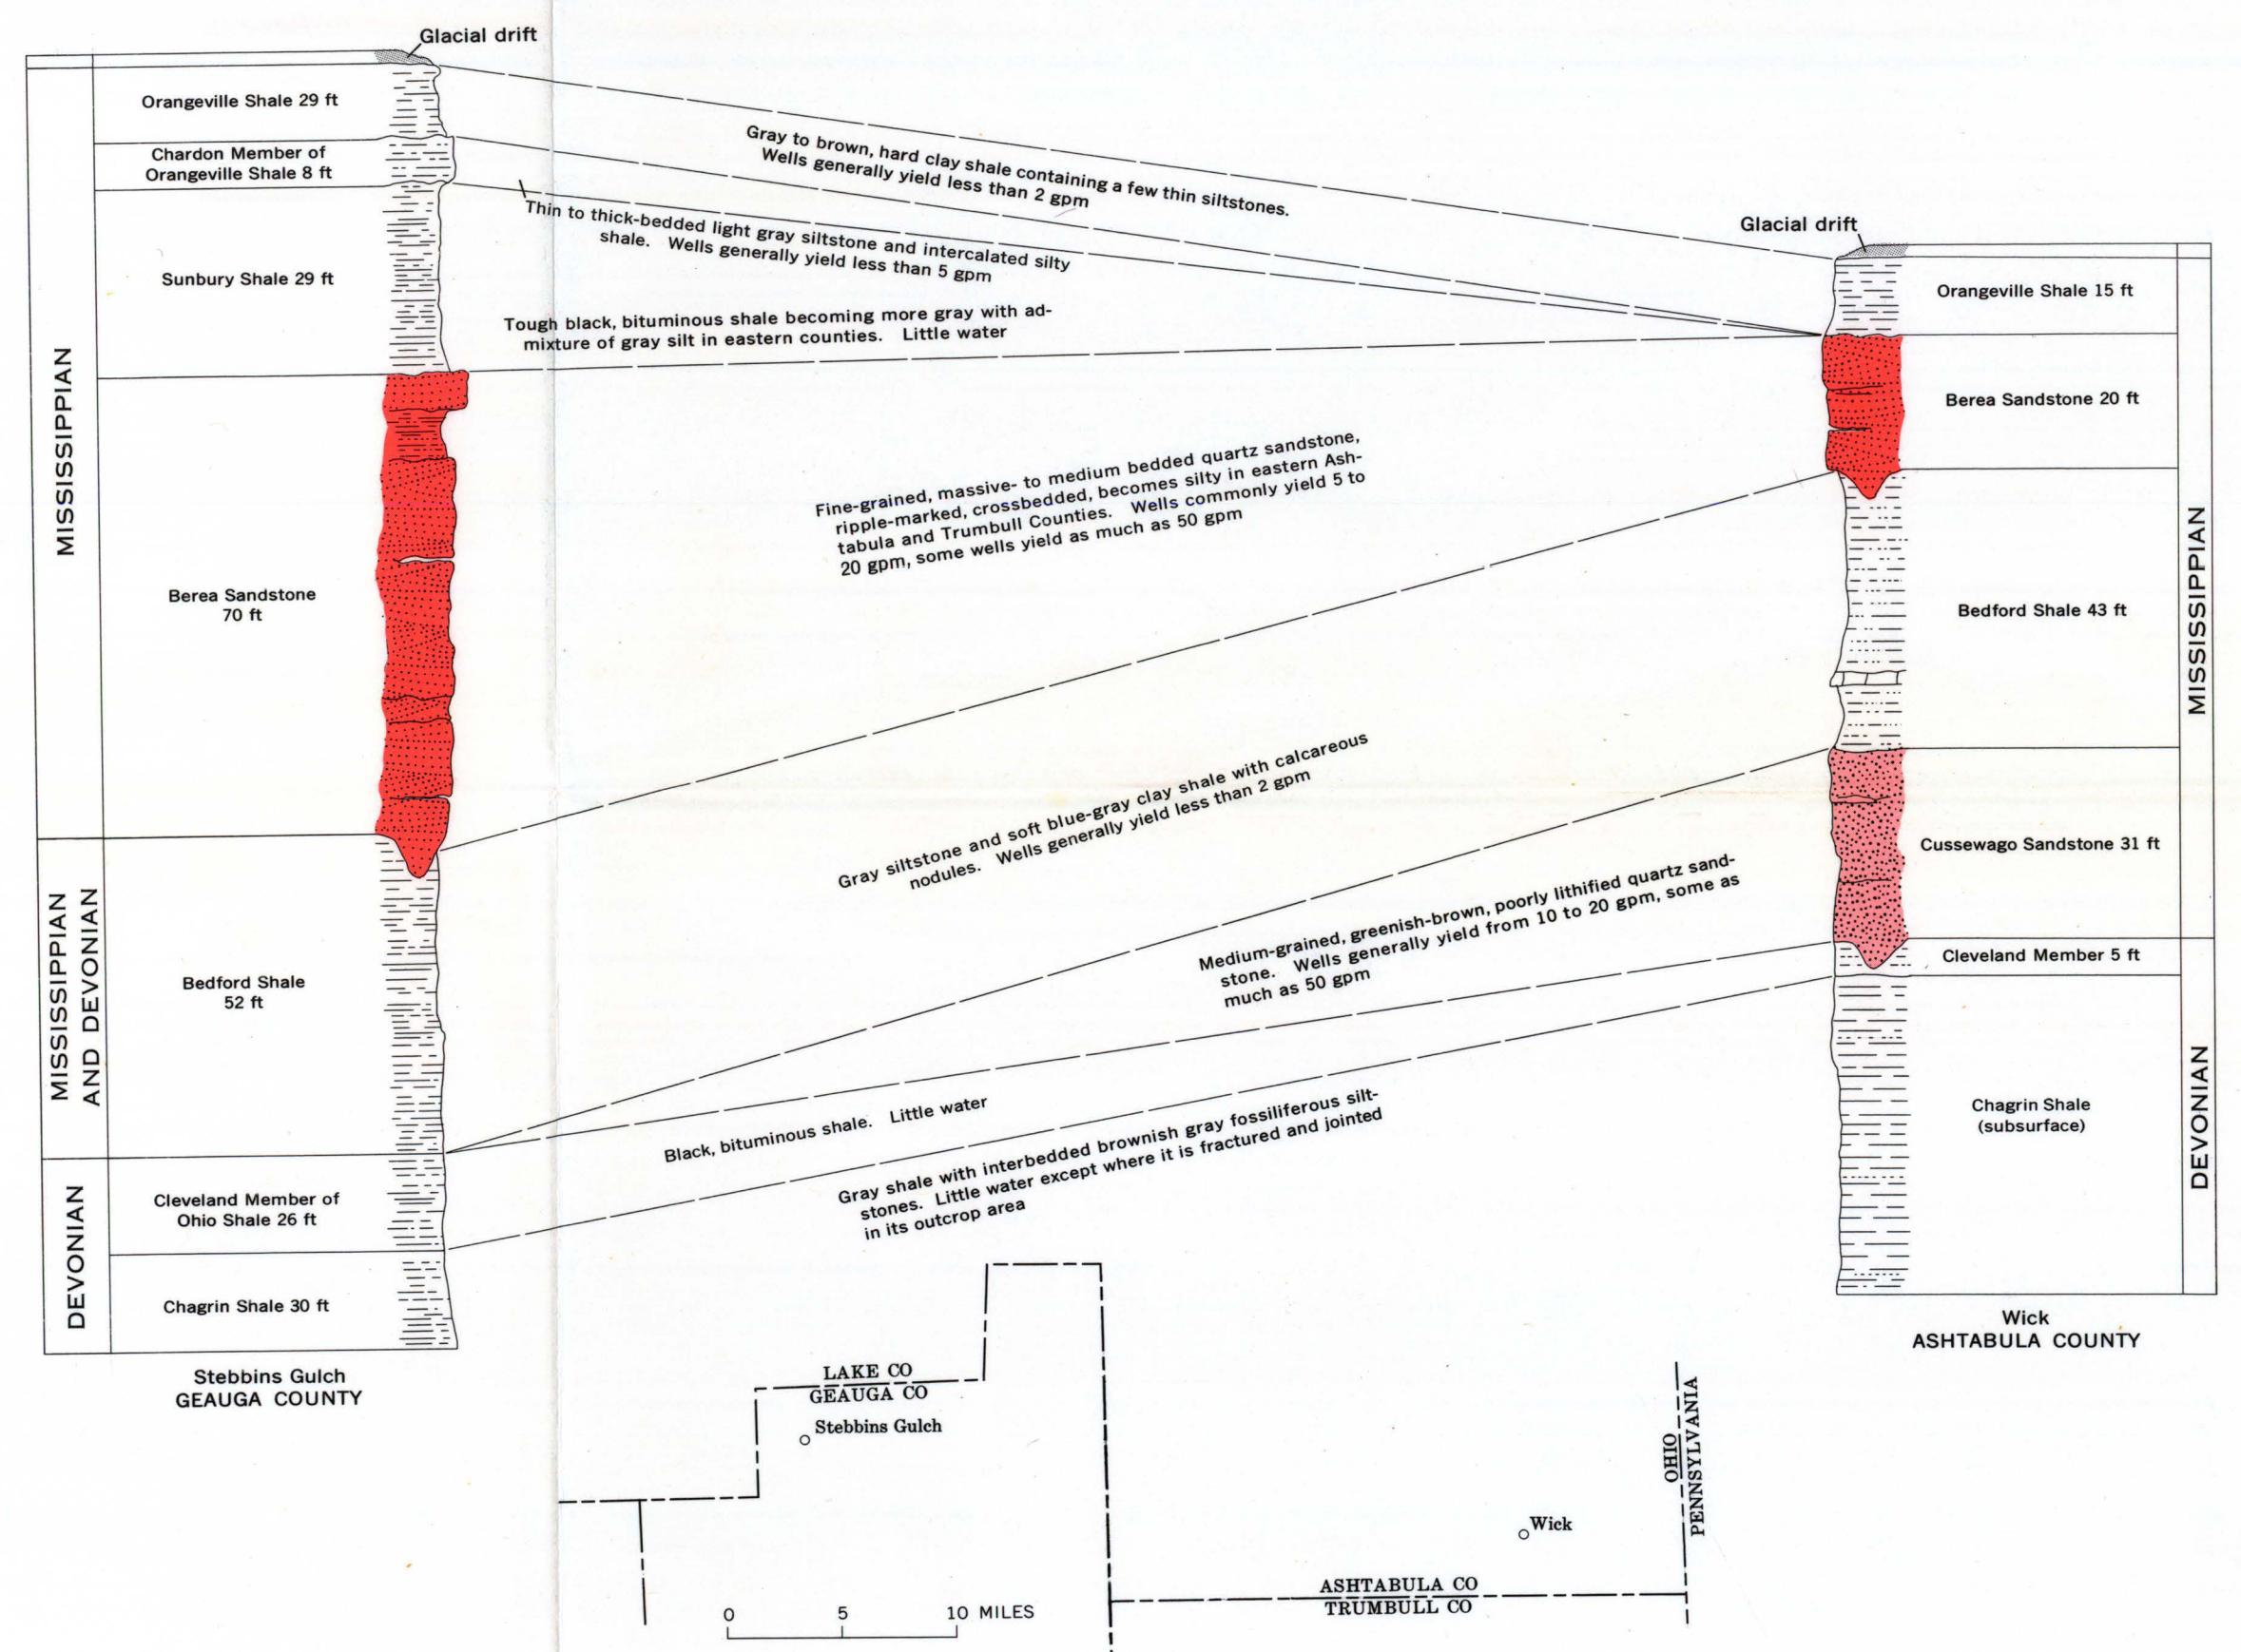 Glacial drift
Orangeville Shale 29 ft
Chardon Member of
Orangeville Shale 8 ft
Sunbury Shale 29 ft
MISSISSIPPIAN
Berea Sandstone
70 ft
MISSISSIPPIAN
AND DEVONIAN
Bedford Shale
52 ft
DEVONIAN
Cleveland Member of
Ohio Shale 26 ft
Chagrin Shale 30 ft
Stebbins Gulch
GEAUGA COUNTY
Gray to brown, hard clay shale containing a few thin siltstones.
Wells generally yield less than 2 gpm
Thin to thick-bedded light gray siltstone and intercalated silty
shale. Wells generally yield less than 5 gpm
Tough black, bituminous shale becoming more gray with ad-
mixture of gray silt in eastern counties. Little water
Fine-grained, massive- to medium bedded quartz sandstone,
ripple-marked, crossbedded, becomes silty in eastern Ash-
tabula and Trumbull Counties. Wells commonly yield 5 to
20 gpm, some wells yield as much as 50 gpm
Gray siltstone and soft blue-gray clay shale with calcareous
nodules. Wells generally yield less than 2 gpm
Medium-grained, greenish-brown, poorly lithified quartz sand-
stone. Wells generally yield from 10 to 20 gpm, some as
much as 50 gpm
Black, bituminous shale. Little water
Gray shale with interbedded brownish gray fossiliferous silt-
stones. Little water except where it is fractured and jointed
in its outcrop area
Glacial drift
Orangeville Shale 15 ft
Berea Sandstone 20 ft
Bedford Shale 43 ft
MISSISSIPPIAN
Cussewago Sandstone 31 ft
Cleveland Member 5 ft
Chagrin Shale
(subsurface)
DEVONIAN
Wick
ASHTABULA COUNTY
LAKE CO
GEAUGA CO
Stebbins Gulch
OHIO
PENNSYLVANIA
Wick
ASHTABULA CO
TRUMBULL CO
0 5 10 MILES